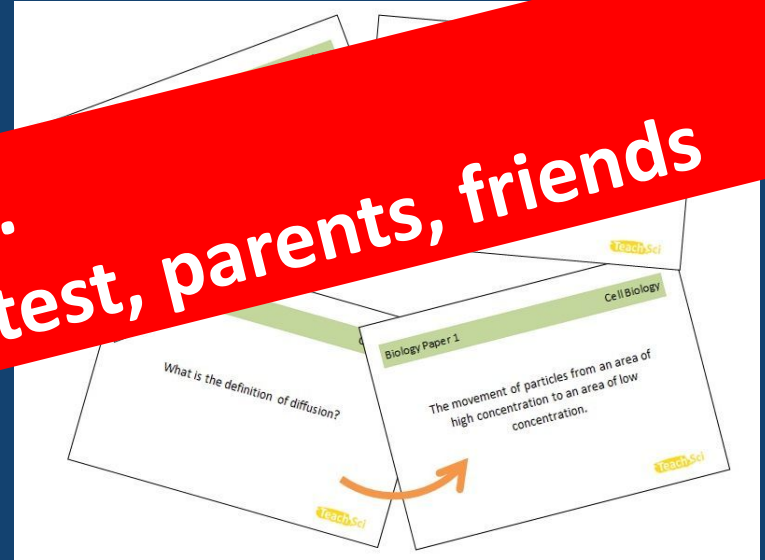 test, parents, friends
TeachSci
What is the definition of diffusion?
TeachSci
Biology Paper 1
Cell Biology
The movement of particles from an area of
high concentration to an area of low
concentration.
TeachSci